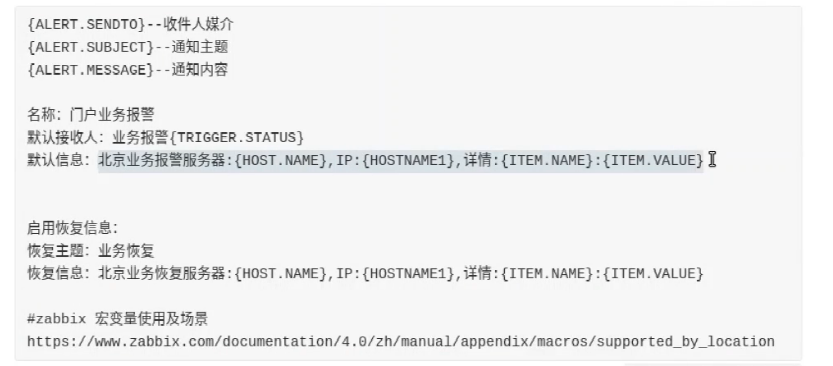 {ALERT.SENDTO}--收件人媒介
{ALERT.SUBJECT}--通知主题
{ALERT.MESSAGE}--通知内容
名称：门户业务报警
默认接收人：业务报警{TRIGGER.STATUS}
默认信息：北京业务报警服务器:{HOST.NAME},IP:{HOSTNAME1},详情:{ITEM.NAME}:{ITEM.VALUE}
启用恢复信息：
恢复主题：业务恢复
恢复信息：北京业务恢复服务器:{HOST.NAME},IP:{HOSTNAME1},详情:{ITEM.NAME}:{ITEM.VALUE}
#zabbix 宏变量使用及场景
https://www.zabbix.com/documentation/4.0/zh/manual/appendix/macros/supported_by_location